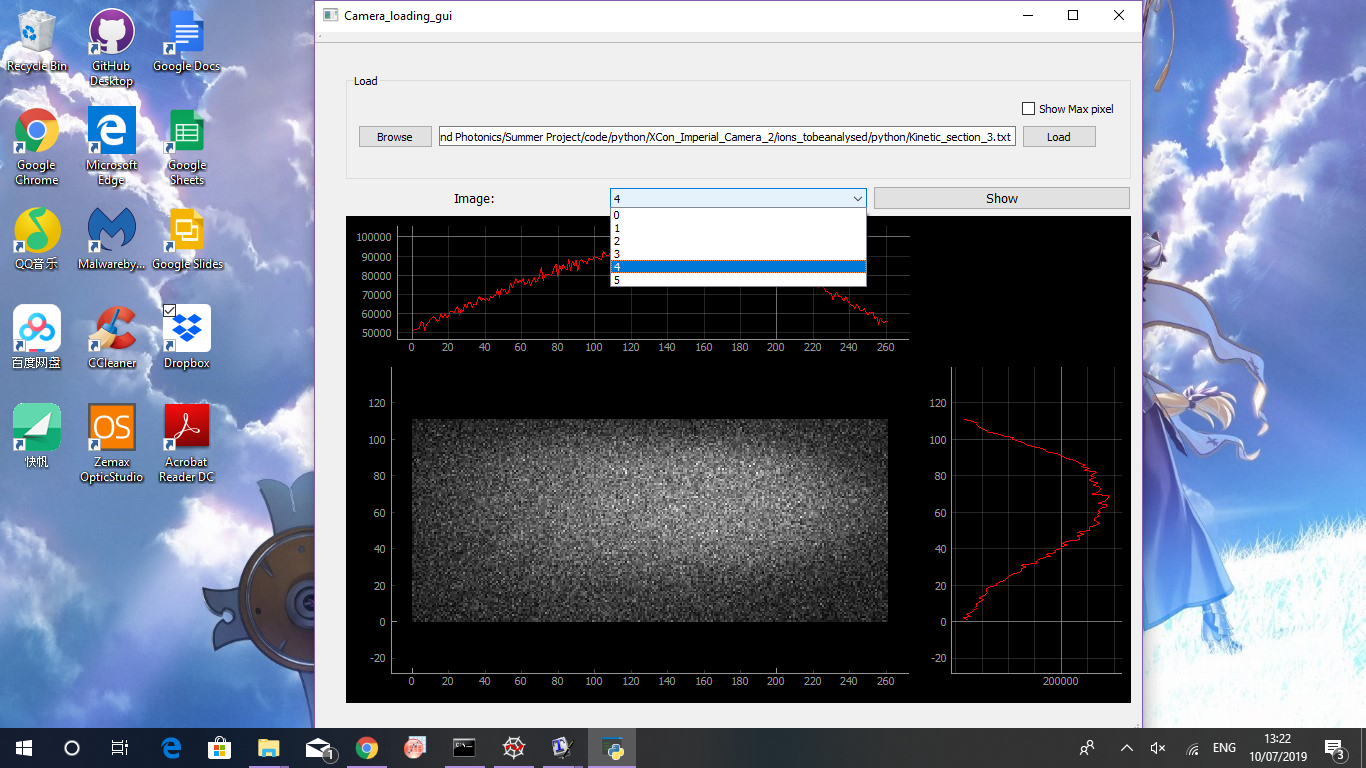 Camera_loading_gui
Recycle Bin
GitHub
Desktop
Google Docs
Google
Chrome
Microsoft
Edge
Google
Sheets
QQ音乐
Malwareby...
Google Slides
百度网盘
CCleaner
Dropbox
快帆
OS
Zemax
OpticStudio
Acrobat
Reader DC
Load
Show Max pixel
Browse
nd Photonics/Summer Project/code/python/XCon_Imperial_Camera_2/ions_tobeanalysed/python/Kinetic_section_3.txt
Load
Image:
4
Show
0
1
2
3
4
5
100000
90000
80000
70000
60000
50000
0 20 40 60 80 100 120 140 160 180 200 220 240 260
120
100
80
60
40
20
0
-20
0 20 40 60 80 100 120 140 160 180 200 220 240 260
120
100
80
60
40
20
0
-20
200000
1
ENG
13:22
10/07/2019
3